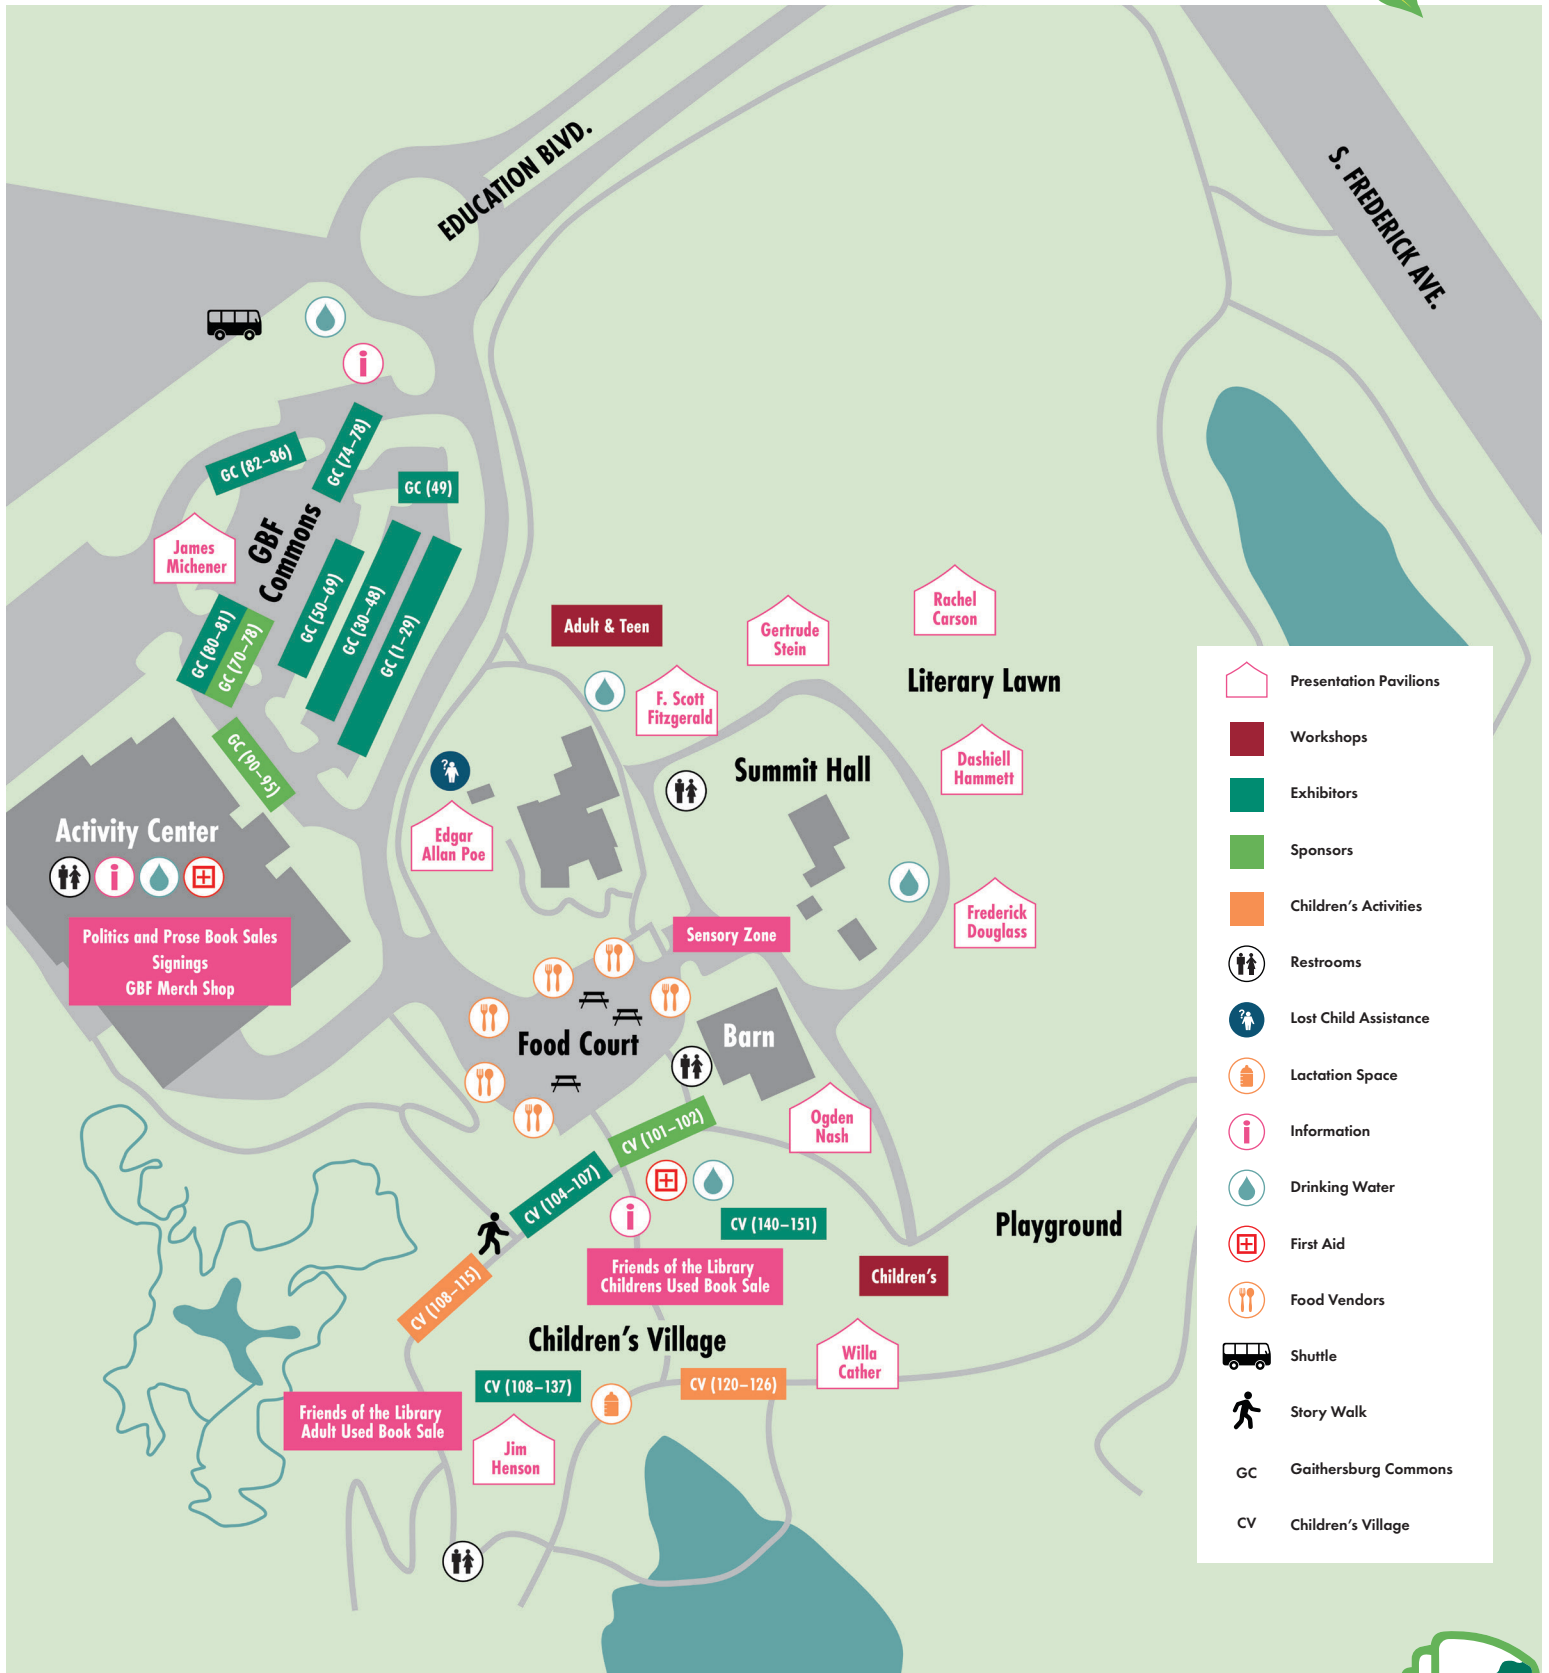 EDUCATION BLVD.
S. FREDERICK AVE.
GC (82–86)
GC (74–78)
GC (49)
GBF
Commons
James
Michener
GC (50–69)
GC (30–48)
GC (1–29)
GC (80–81)
GC (70–78)
GC (90–95)
Adult & Teen
Gertrude
Stein
Rachel
Carson
F. Scott
Fitzgerald
Literary Lawn
Summit Hall
Dashiell
Hammett
Edgar
Allan Poe
Activity Center
Politics and Prose Book Sales
Signings
GBF Merch Shop
Sensory Zone
Frederick
Douglass
Food Court
Barn
Ogden
Nash
CV (101–102)
CV (104–107)
CV (140–151)
Playground
Friends of the Library
Childrens Used Book Sale
Children's
CV (108–115)
Children's Village
Willa
Cather
CV (108–137)
CV (120–126)
Friends of the Library
Adult Used Book Sale
Jim
Henson
Presentation Pavilions
Workshops
Exhibitors
Sponsors
Children's Activities
Restrooms
? Lost Child Assistance
Lactation Space
i Information
Drinking Water
First Aid
Food Vendors
Shuttle
Story Walk
GC Gaithersburg Commons
CV Children's Village